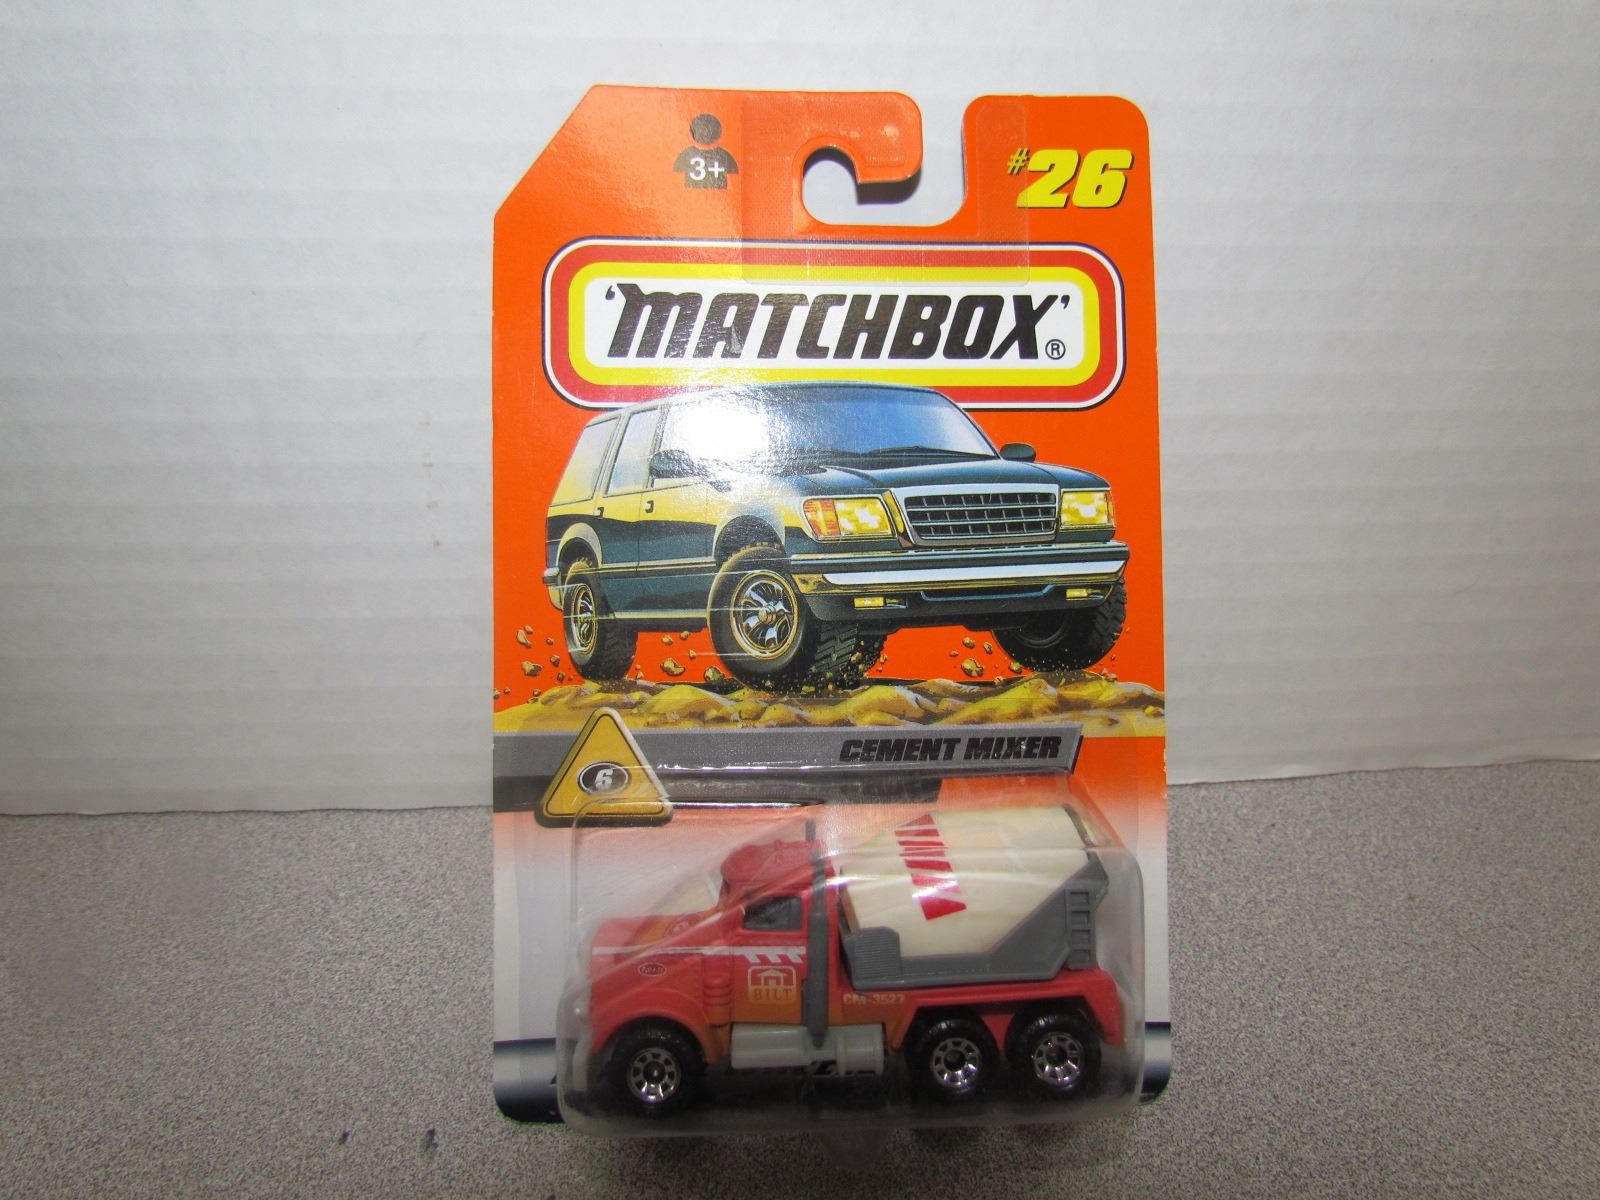 3+
#26
'MATCHBOX'®
CEMENT MIXER
6
BILT
CM-3527